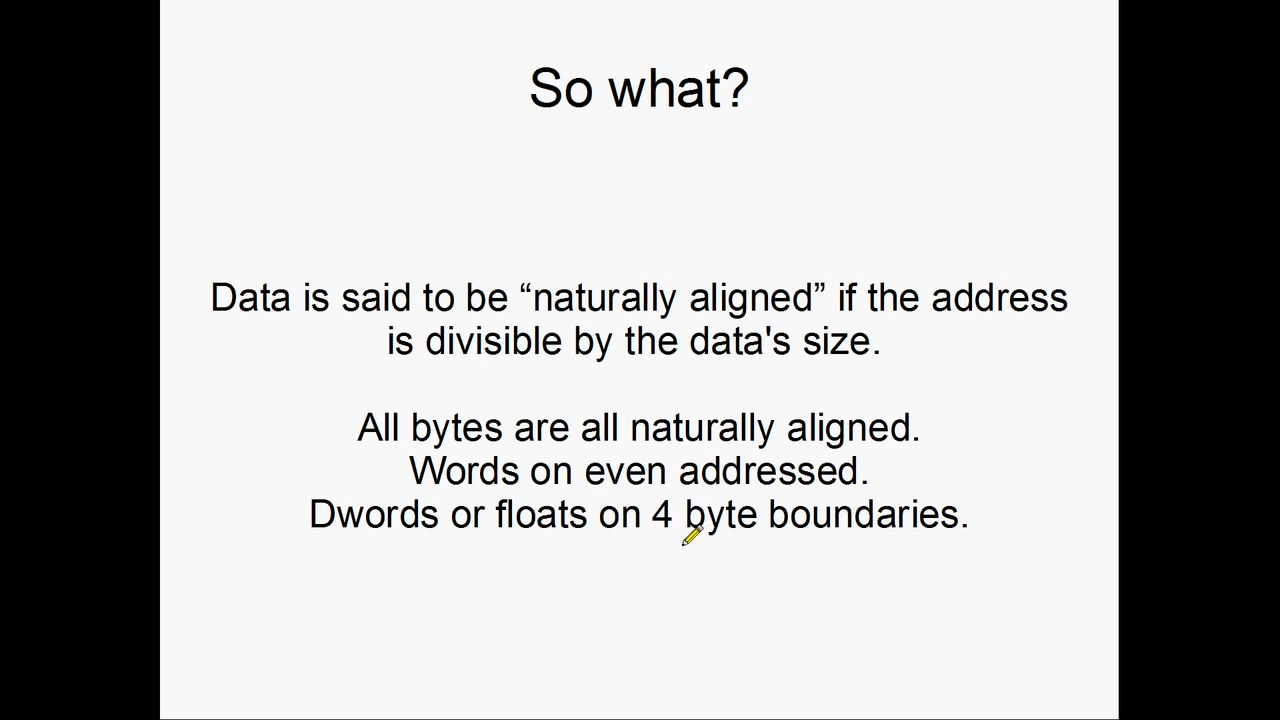 So what?
Data is said to be “naturally aligned” if the address
is divisible by the data's size.
All bytes are all naturally aligned.
Words on even addressed.
Dwords or floats on 4 byte boundaries.